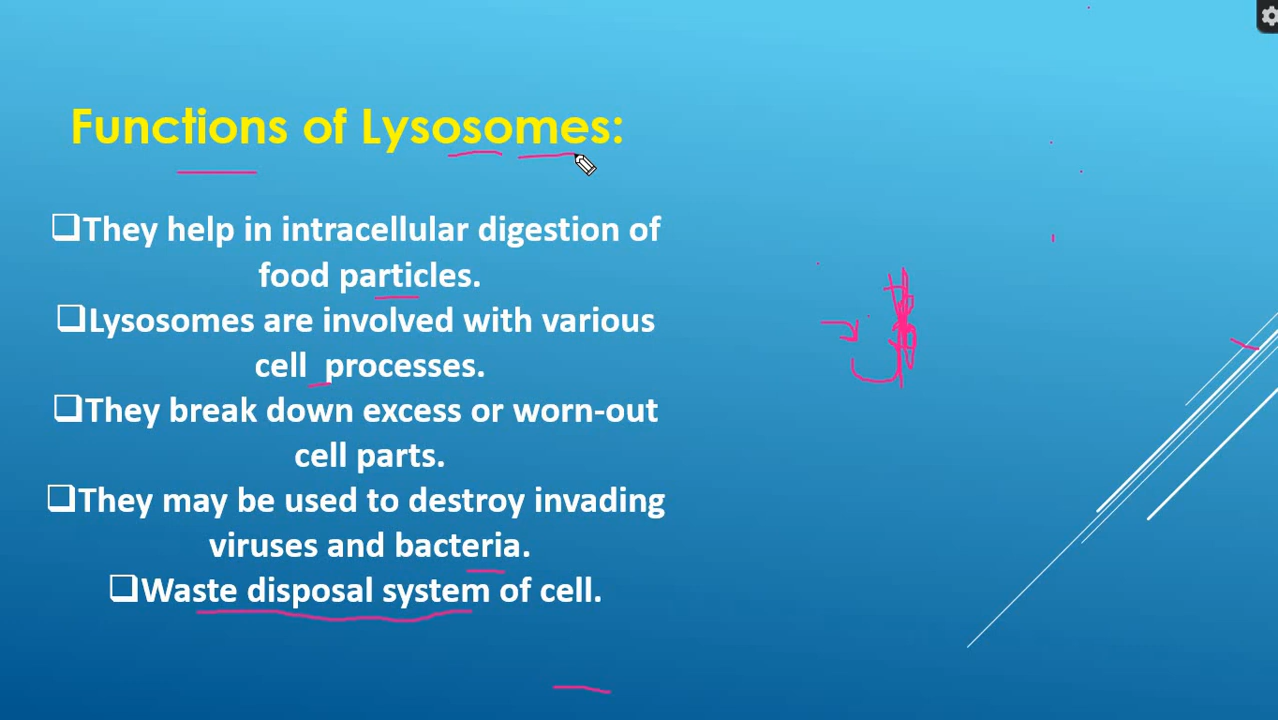 Functions of Lysosomes:
❑They help in intracellular digestion of
food particles.
❑Lysosomes are involved with various
cell processes.
❑They break down excess or worn-out
cell parts.
❑They may be used to destroy invading
viruses and bacteria.
❑Waste disposal system of cell.